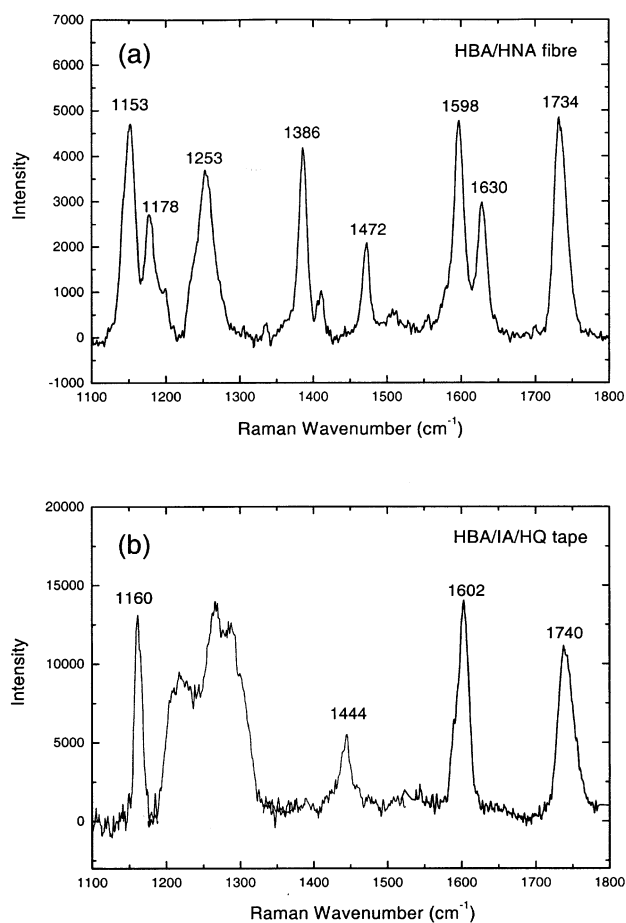 7000
(a)
HBA/HNA fibre
6000
1153
1598
1734
5000
1386
4000
1253
1630
3000
1178
1472
2000
1000
0
-1000
Intensity
1100 1200 1300 1400 1500 1600 1700 1800
Raman Wavenumber (cm⁻¹)
20000
(b)
HBA/IA/HQ tape
15000
1160
1602
1740
10000
1444
5000
0
Intensity
1100 1200 1300 1400 1500 1600 1700 1800
Raman Wavenumber (cm⁻¹)